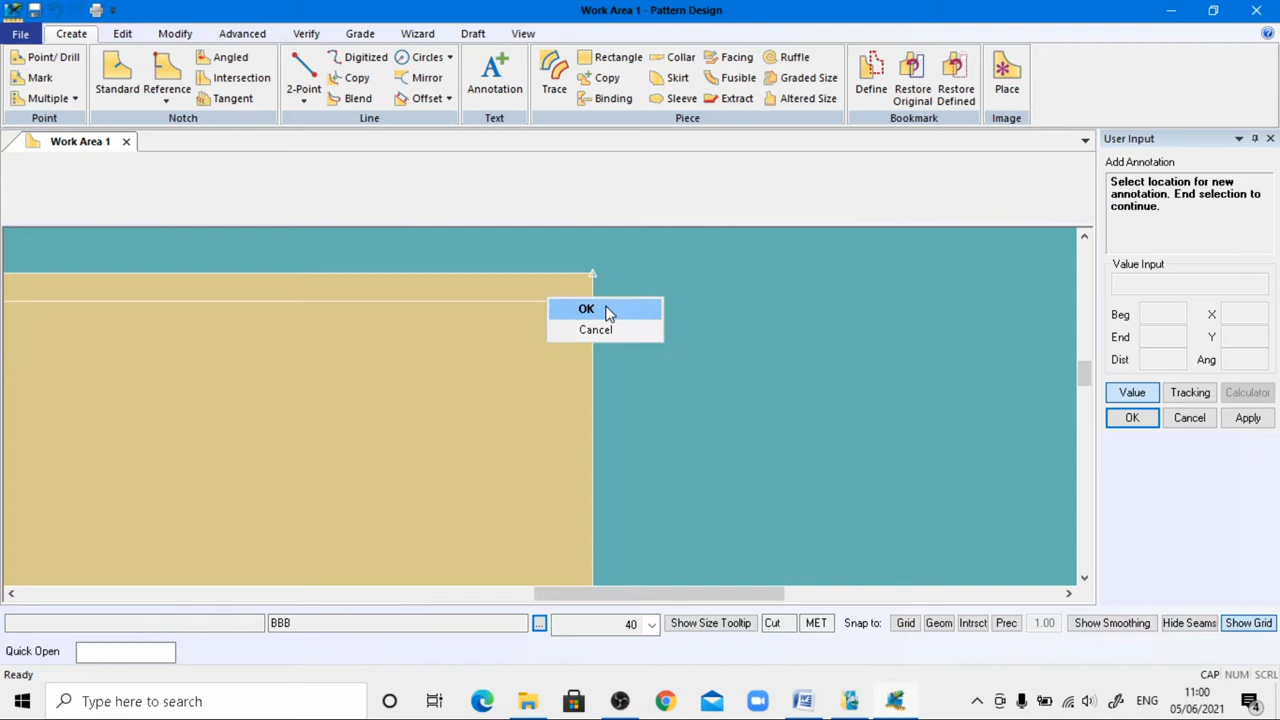 Work Area 1 - Pattern Design
File Create Edit Modify Advanced Verify Grade Wizard Draft View
Point/ Drill Standard Reference Angled 2-Point Digitized Circles Annotation Trace Rectangle Collar Facing Ruffle Define Restore Original Restore Defined Place
Mark Intersection Copy Mirror Copy Skirt Fusible Graded Size
Multiple Tangent Blend Offset Binding Sleeve Extract Altered Size
Point Notch Line Text Piece Bookmark Image
Work Area 1
User Input
Add Annotation
Select location for new
annotation. End selection to
continue.
Value Input
Beg X
End Y
Dist Ang
Value Tracking Calculator
OK Cancel Apply
OK
Cancel
BBB ... 40 Show Size Tooltip Cut MET Snap to: Grid Geom Intrsct Prec 1.00 Show Smoothing Hide Seams Show Grid
Quick Open
Ready CAP NUM SCRL
Type here to search
ENG
11:00
05/06/2021
4